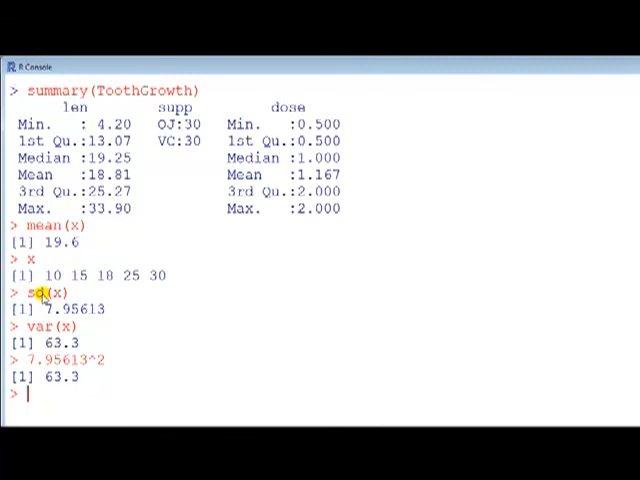 R Console
> summary(ToothGrowth)
len supp dose
Min. : 4.20 OJ:30 Min. :0.500
1st Qu.:13.07 VC:30 1st Qu.:0.500
Median :19.25 Median :1.000
Mean :18.81 Mean :1.167
3rd Qu.:25.27 3rd Qu.:2.000
Max. :33.90 Max. :2.000
> mean(x)
[1] 19.6
> x
[1] 10 15 18 25 30
> sd(x)
[1] 7.95613
> var(x)
[1] 63.3
> 7.95613^2
[1] 63.3
>